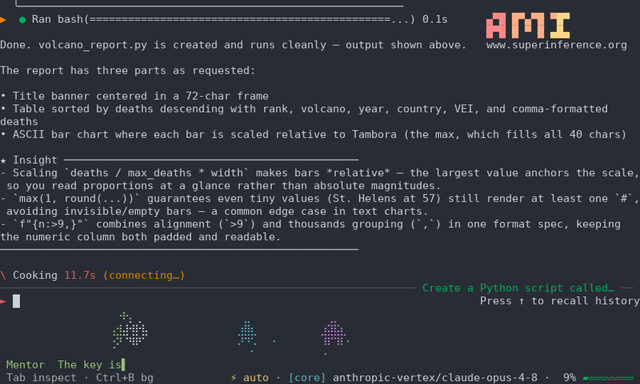 ▶ ● Ran bash(===============================================...) 0.1s
AMI
Done. volcano_report.py is created and runs cleanly — output shown above. www.superinference.org
The report has three parts as requested:
• Title banner centered in a 72-char frame
• Table sorted by deaths descending with rank, volcano, year, country, VEI, and comma-formatted
deaths
• ASCII bar chart where each bar is scaled relative to Tambora (the max, which fills all 40 chars)
★ Insight
- Scaling `deaths / max_deaths * width` makes bars *relative* — the largest value anchors the scale,
so you read proportions at a glance rather than absolute magnitudes.
- `max(1, round(...))` guarantees even tiny values (St. Helens at 57) still render at least one `#`,
avoiding invisible/empty bars — a common edge case in text charts.
- `f"{n:>9,}"` combines alignment (`>9`) and thousands grouping (`,`) in one format spec, keeping
the numeric column both padded and readable.
\ Cooking 11.7s (connecting…)
Create a Python script called…
Press ↑ to recall history
Mentor The key is
Tab inspect · Ctrl+B bg ⚡ auto · [core] anthropic-vertex/claude-opus-4-8 · 9%